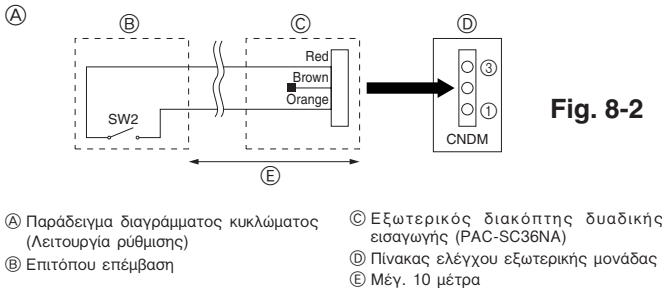 Ⓐ
Ⓑ
Ⓒ
Ⓓ
Red
Brown
Orange
SW2
③
①
CNDM
Fig. 8-2
Ⓔ
Ⓐ Παράδειγμα διαγράμματος κυκλώματος
(Λειτουργία ρύθμισης)
Ⓑ Επιτόπου επέμβαση
Ⓒ Εξωτερικός διακόπτης δυαδικής
εισαγωγής (PAC-SC36NA)
Ⓓ Πίνακας ελέγχου εξωτερικής μονάδας
Ⓔ Μέγ. 10 μέτρα